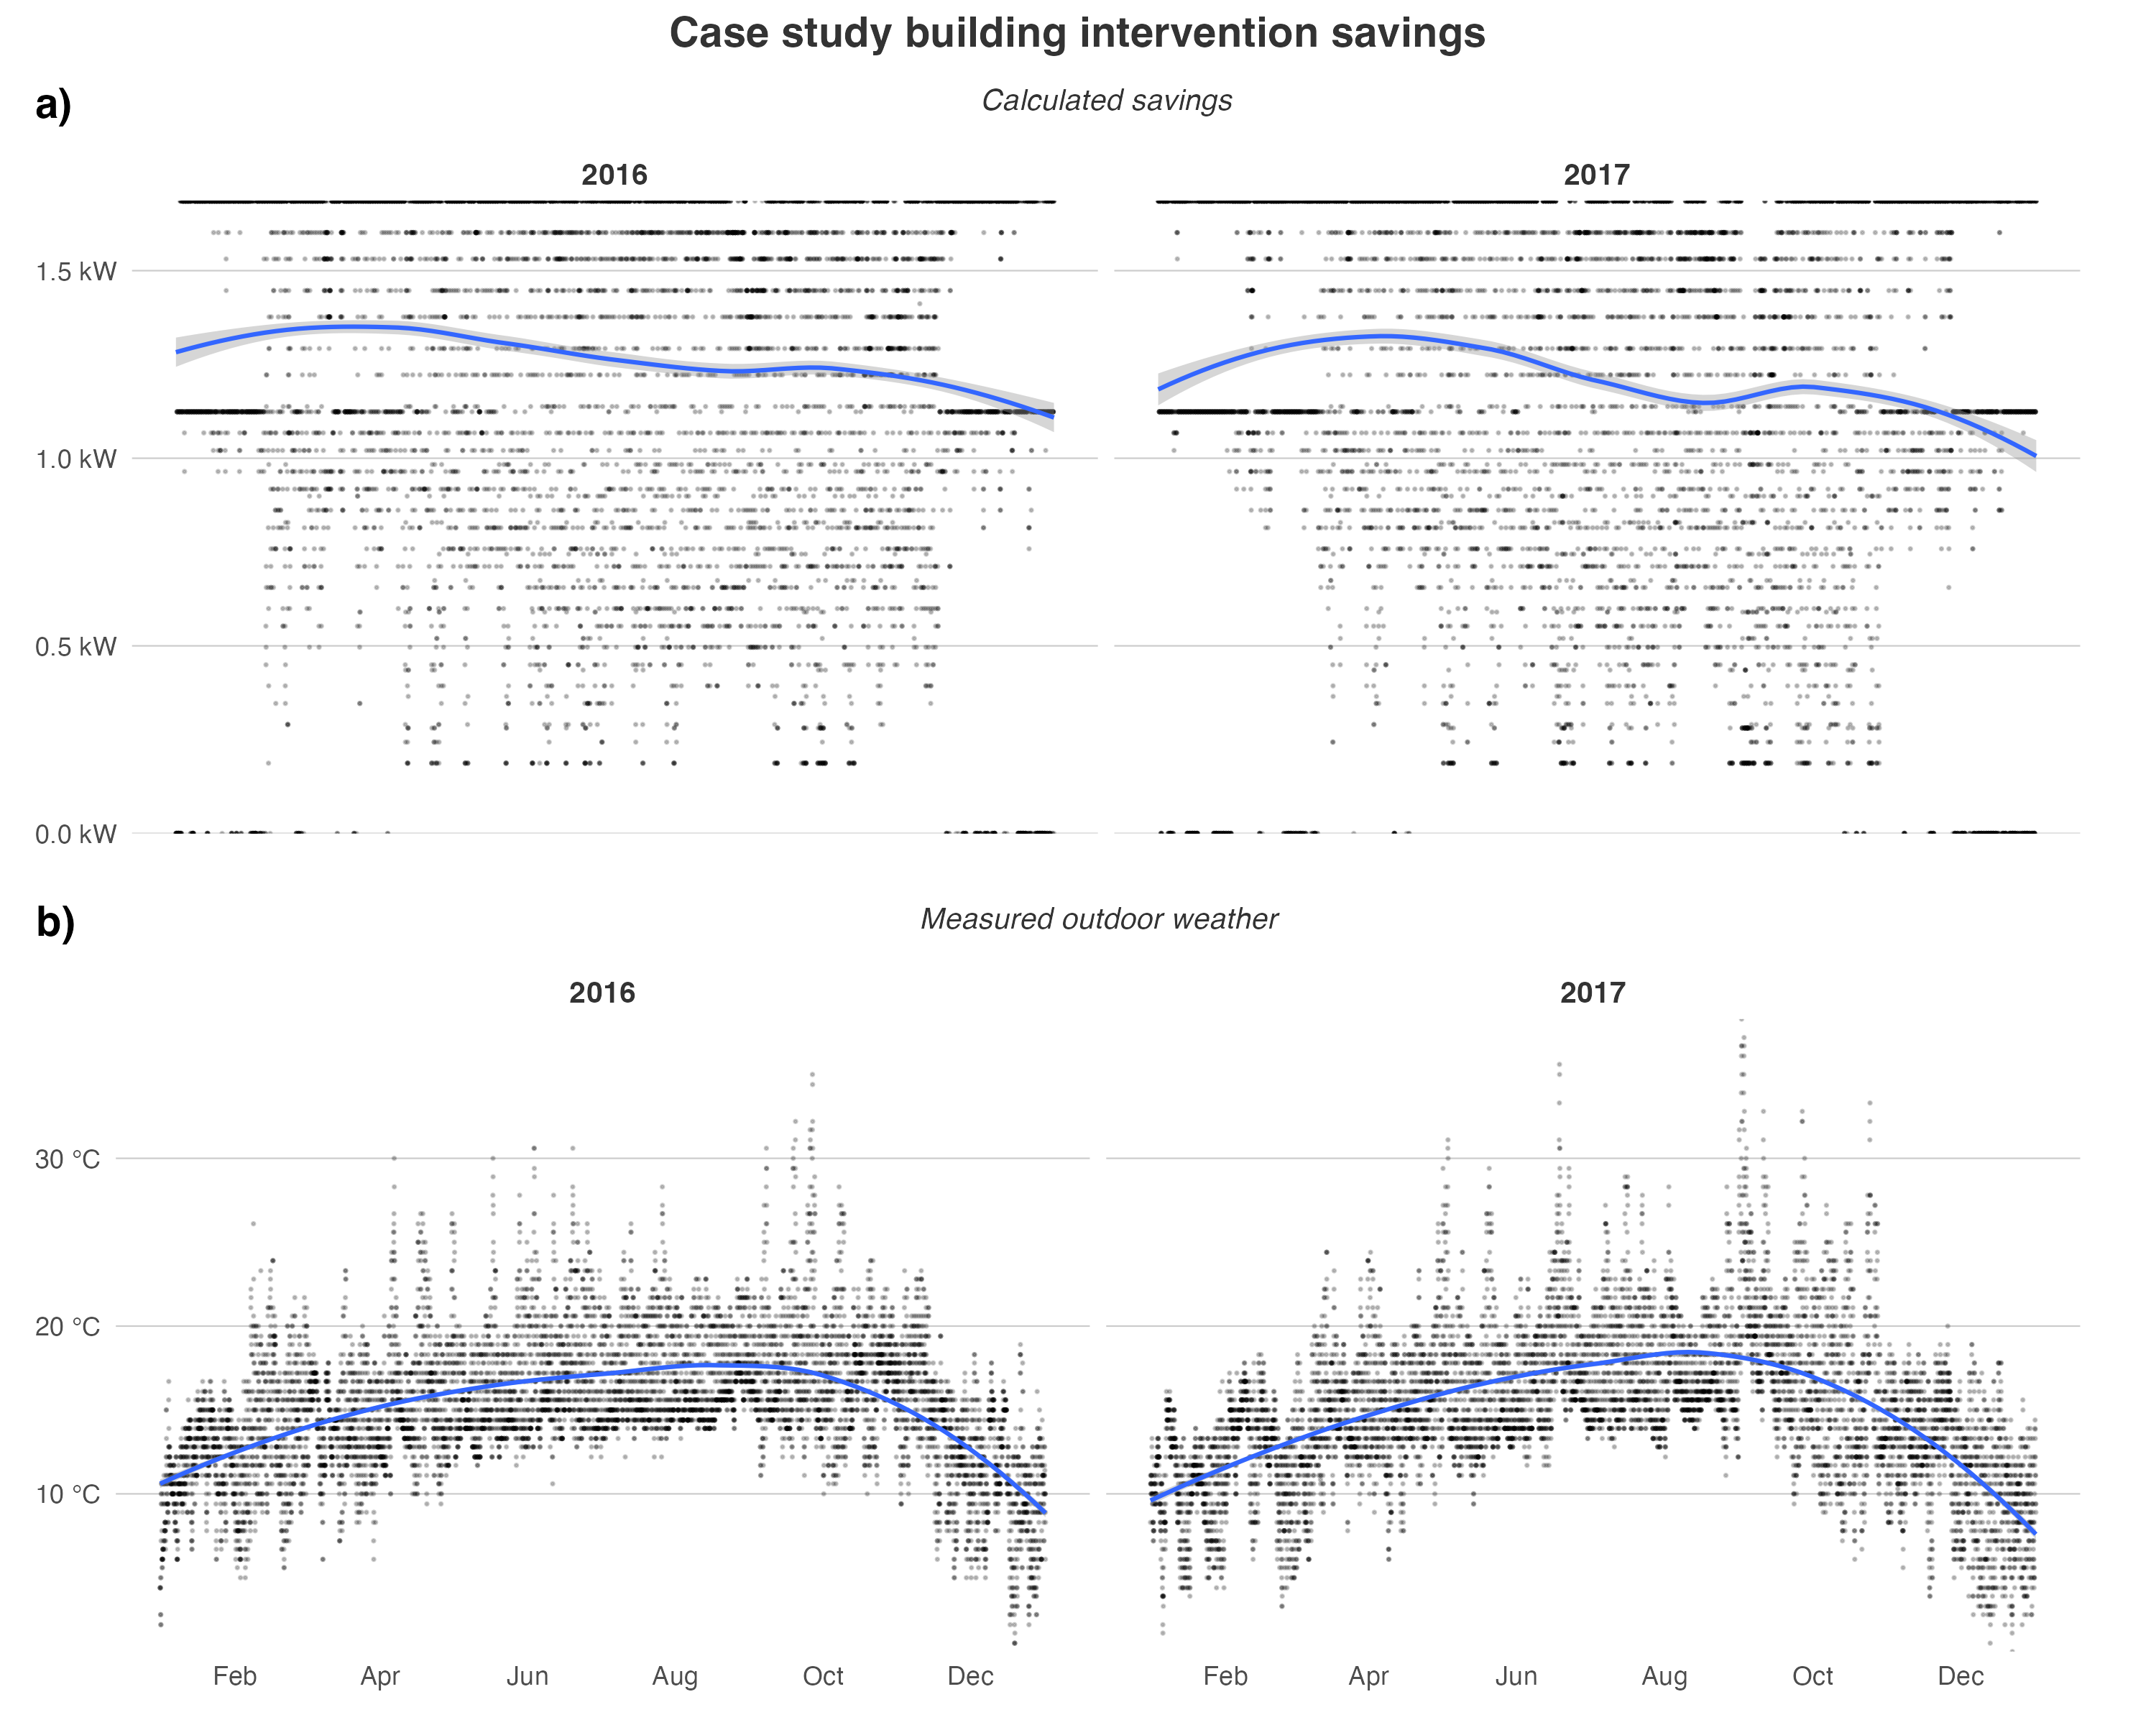 Case study building intervention savings
a)
Calculated savings
2016 2017
1.5 kW
1.0 kW
0.5 kW
0.0 kW
b)
Measured outdoor weather
2016 2017
30 °C
20 °C
10 °C
Feb Apr Jun Aug Oct Dec Feb Apr Jun Aug Oct Dec